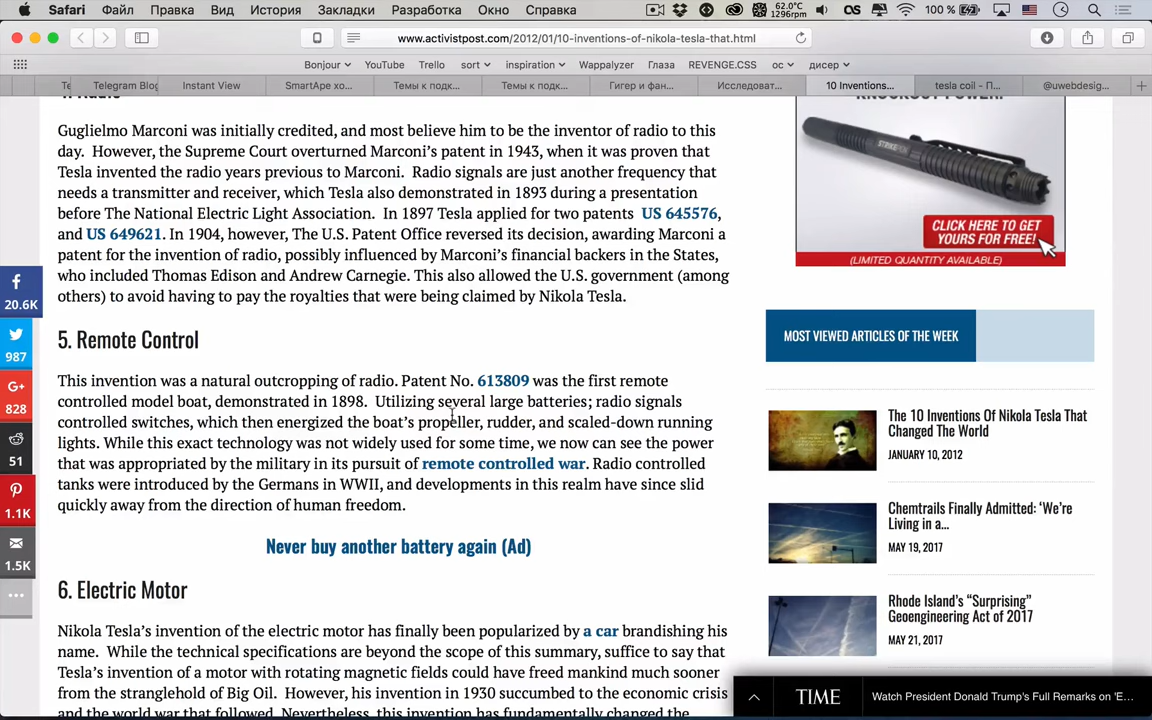 Safari Файл Правка Вид История Закладки Разработка Окно Справка 62.0°C 1296rpm 100 %
www.activistpost.com/2012/01/10-inventions-of-nikola-tesla-that.html
Bonjour YouTube Trello sort inspiration Wappalyzer Глаза REVENGE.CSS ос дисер
Te Telegram Blog Instant View SmartApe хо... Темы к подк... Темы к подк... Гигер и фан... Исследоват... 10 Inventions... tesla coil - П... @uwebdesig...
Guglielmo Marconi was initially credited, and most believe him to be the inventor of radio to this
day. However, the Supreme Court overturned Marconi's patent in 1943, when it was proven that
Tesla invented the radio years previous to Marconi. Radio signals are just another frequency that
needs a transmitter and receiver, which Tesla also demonstrated in 1893 during a presentation
before The National Electric Light Association. In 1897 Tesla applied for two patents US 645576,
and US 649621. In 1904, however, The U.S. Patent Office reversed its decision, awarding Marconi a
patent for the invention of radio, possibly influenced by Marconi's financial backers in the States,
who included Thomas Edison and Andrew Carnegie. This also allowed the U.S. government (among
others) to avoid having to pay the royalties that were being claimed by Nikola Tesla.
5. Remote Control
This invention was a natural outcropping of radio. Patent No. 613809 was the first remote
controlled model boat, demonstrated in 1898. Utilizing several large batteries; radio signals
controlled switches, which then energized the boat's propeller, rudder, and scaled-down running
lights. While this exact technology was not widely used for some time, we now can see the power
that was appropriated by the military in its pursuit of remote controlled war. Radio controlled
tanks were introduced by the Germans in WWII, and developments in this realm have since slid
quickly away from the direction of human freedom.
Never buy another battery again (Ad)
6. Electric Motor
Nikola Tesla's invention of the electric motor has finally been popularized by a car brandishing his
name. While the technical specifications are beyond the scope of this summary, suffice to say that
Tesla's invention of a motor with rotating magnetic fields could have freed mankind much sooner
from the stranglehold of Big Oil. However, his invention in 1930 succumbed to the economic crisis
and the world war that followed. Nevertheless, this invention has fundamentally changed the
20.6K
987
828
51
1.1K
1.5K
KNOCKOUT POWER!
STRIKEPEN
CLICK HERE TO GET
YOURS FOR FREE!
(LIMITED QUANTITY AVAILABLE)
MOST VIEWED ARTICLES OF THE WEEK
The 10 Inventions Of Nikola Tesla That
Changed The World
JANUARY 10, 2012
Chemtrails Finally Admitted: ‘We're
Living in a...
MAY 19, 2017
Rhode Island's “Surprising”
Geoengineering Act of 2017
MAY 21, 2017
TIME Watch President Donald Trump's Full Remarks on 'E...